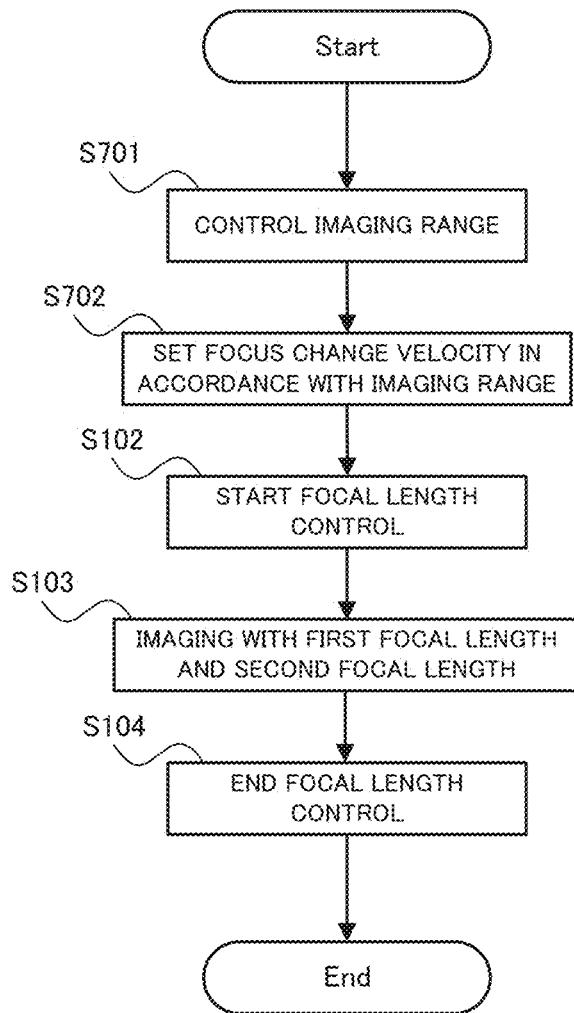 Start
S701
CONTROL IMAGING RANGE
S702
SET FOCUS CHANGE VELOCITY IN
ACCORDANCE WITH IMAGING RANGE
S102
START FOCAL LENGTH
CONTROL
S103
IMAGING WITH FIRST FOCAL LENGTH
AND SECOND FOCAL LENGTH
S104
END FOCAL LENGTH
CONTROL
End